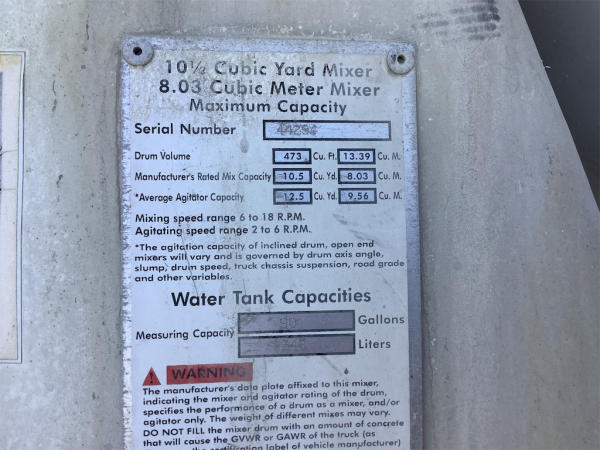 10½ Cubic Yard Mixer
8.03 Cubic Meter Mixer
Maximum Capacity
Serial Number
Drum Volume 473 Cu. Ft. 13.39 Cu. M.
Manufacturer's Rated Mix Capacity 10.5 Cu. Yd. 8.03 Cu. M.
*Average Agitator Capacity 12.5 Cu. Yd. 9.56 Cu. M.
Mixing speed range 6 to 18 R.P.M.
Agitating speed range 2 to 6 R.P.M.
*The agitation capacity of inclined drum, open end
mixers will vary and is governed by drum axis angle,
slump, drum speed, truck chassis suspension, road grade
and other variables.
Water Tank Capacities
Measuring Capacity 90 Gallons
Liters
WARNING
The manufacturer's data plate affixed to this mixer,
indicating the mixer and agitator rating of the drum,
specifies the performance of a drum as a mixer, and/or
agitator only. The weight of different mixes may vary.
DO NOT FILL the mixer drum with an amount of concrete
that will cause the GVWR or GAWR of the truck (as
label of vehicle manufacturer)